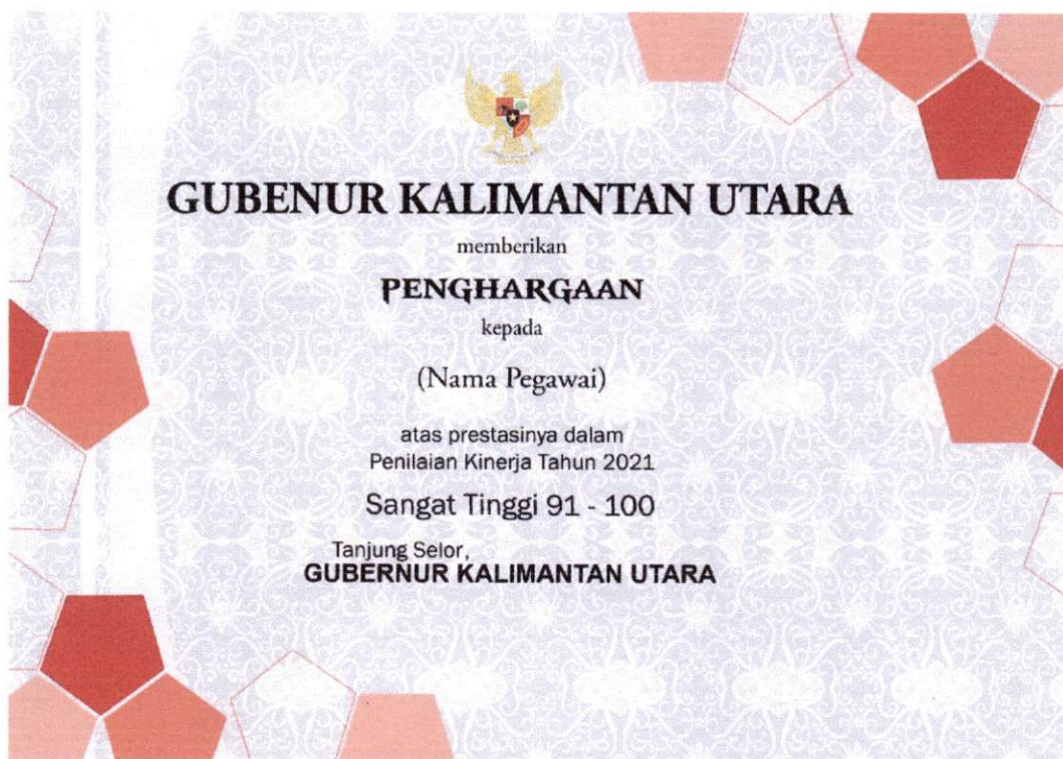 GUBENUR KALIMANTAN UTARA
memberikan
PENGHARGAAN
kepada
(Nama Pegawai)
atas prestasinya dalam
Penilaian Kinerja Tahun 2021
Sangat Tinggi 91 - 100
Tanjung Selor,
GUBERNUR KALIMANTAN UTARA